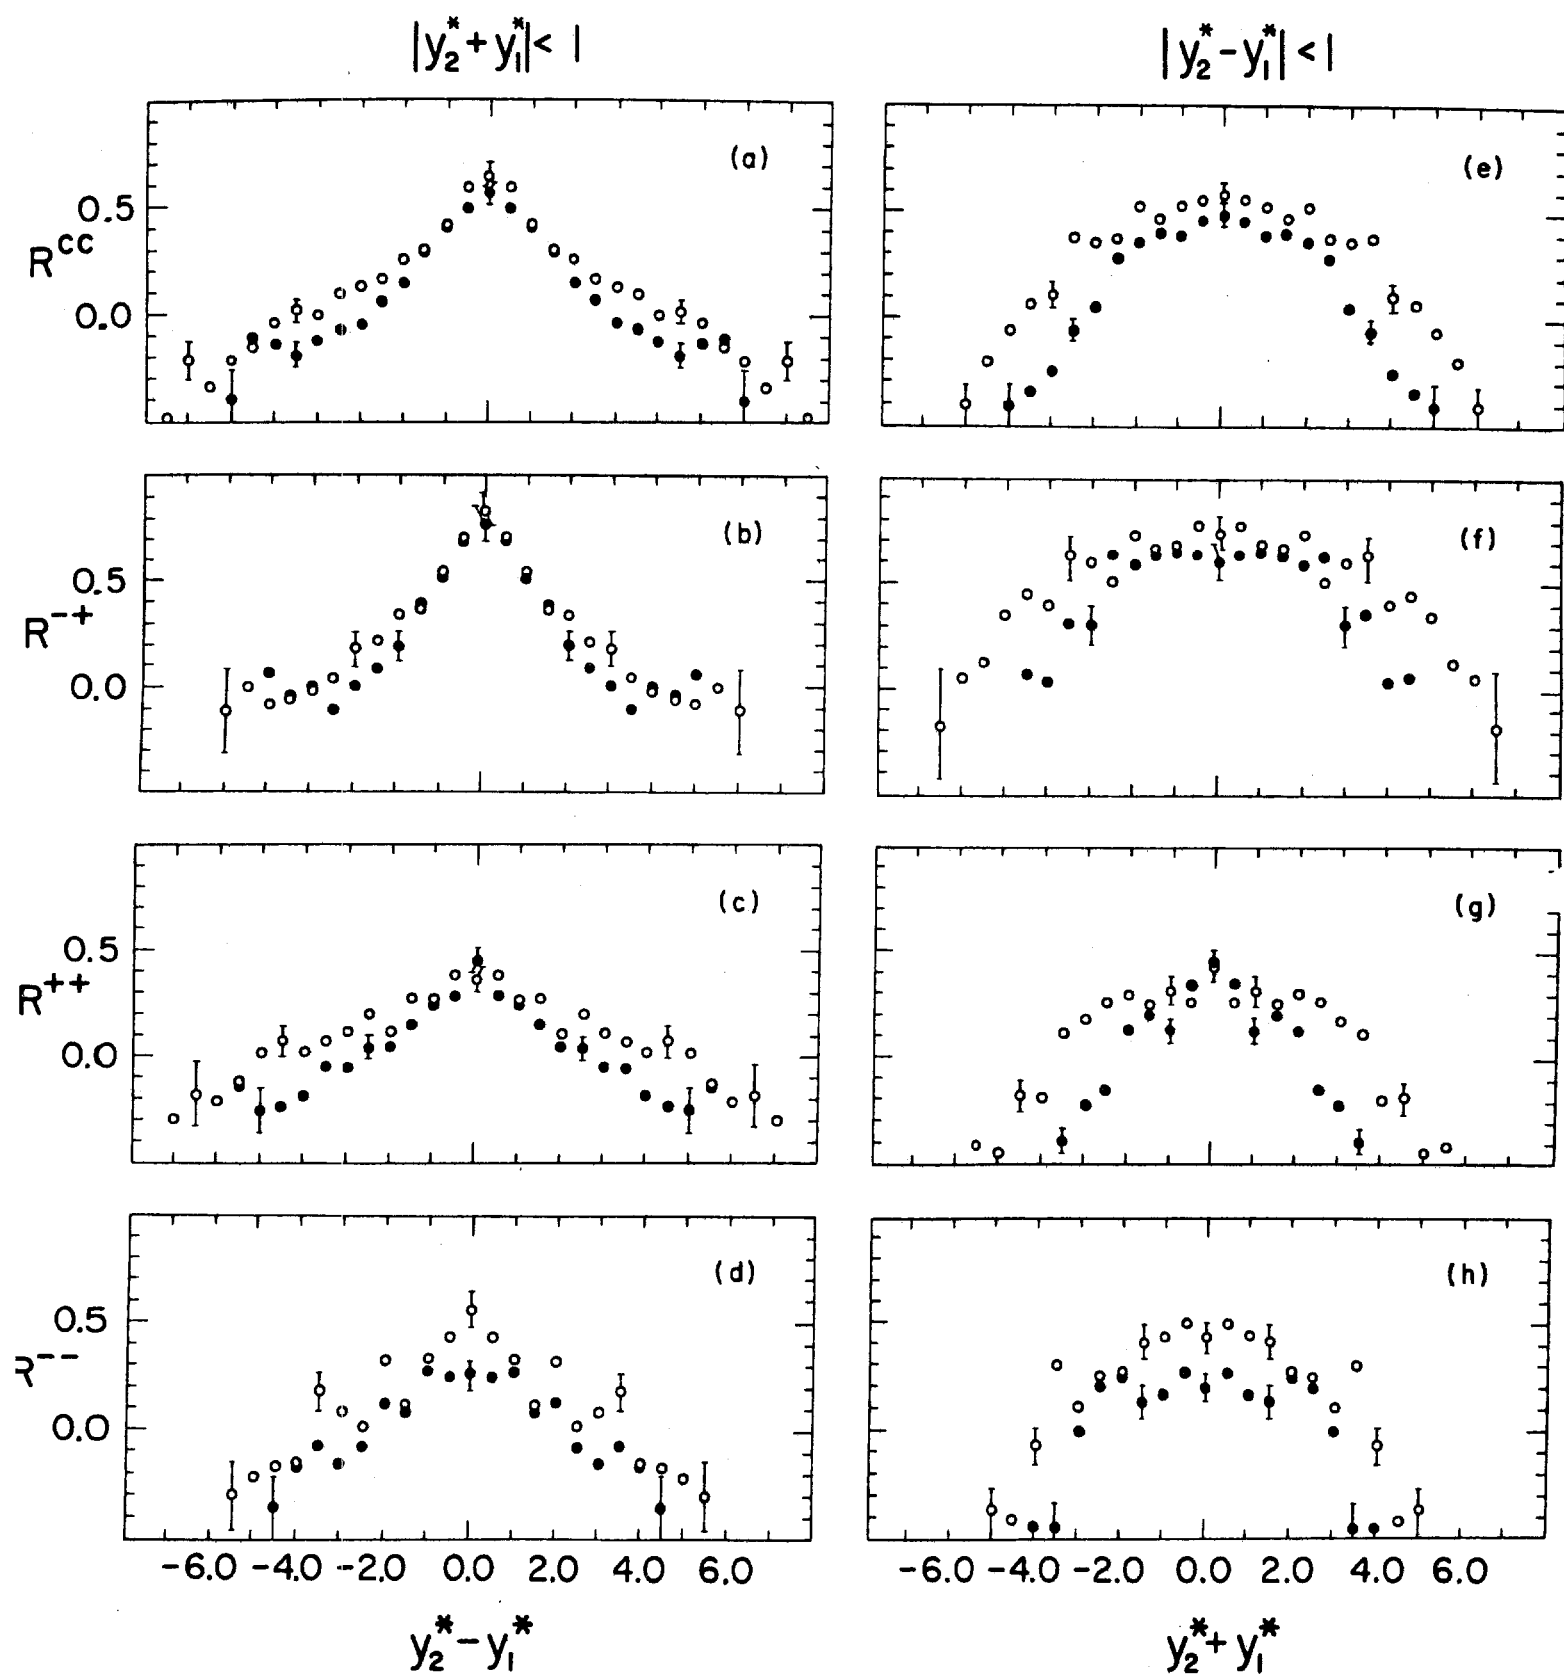 |y₂* + y₁*| < 1
|y₂* - y₁*| < 1
(a)
(e)
0.5
R^cc
0.0
(b)
(f)
0.5
R^-+
0.0
(c)
(g)
0.5
R^++
0.0
(d)
(h)
0.5
R^--
0.0
-6.0 -4.0 -2.0 0.0 2.0 4.0 6.0
-6.0 -4.0 -2.0 0.0 2.0 4.0 6.0
y₂* - y₁*
y₂* + y₁*